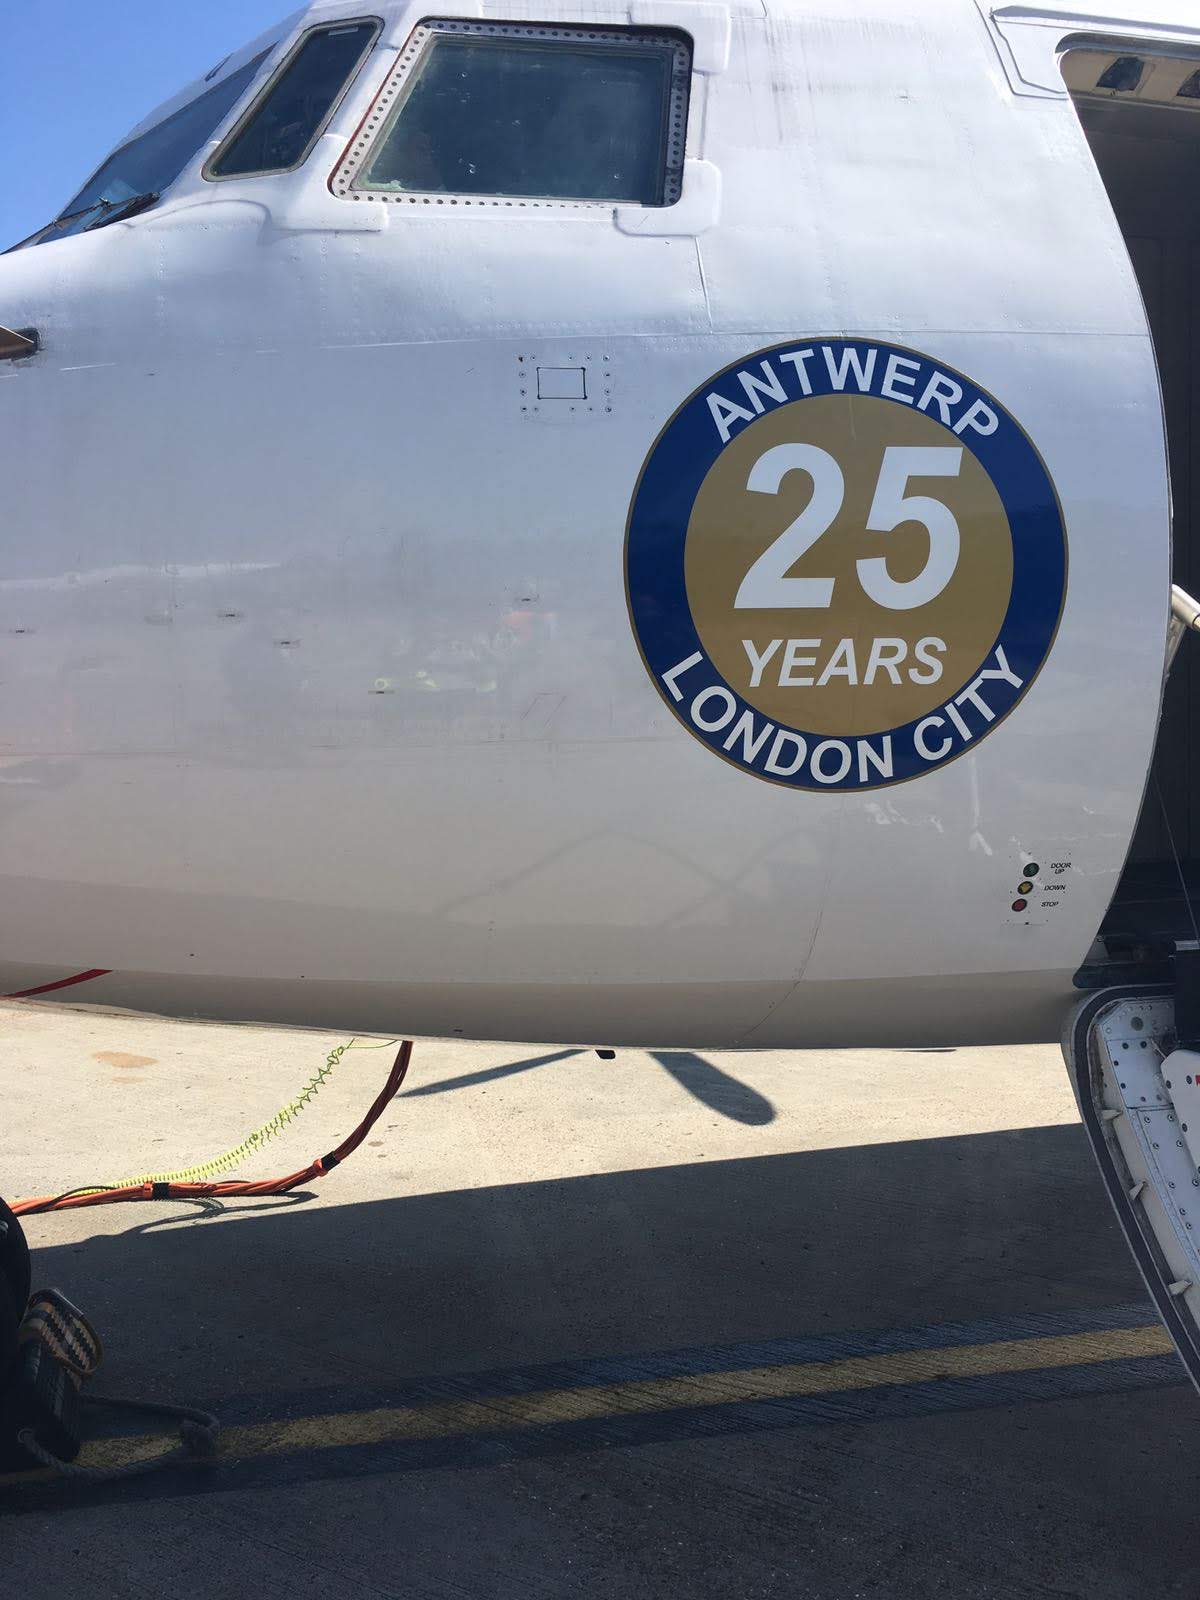 ANTWERP
25
YEARS
LONDON CITY
DOOR
UP
DOWN
STOP